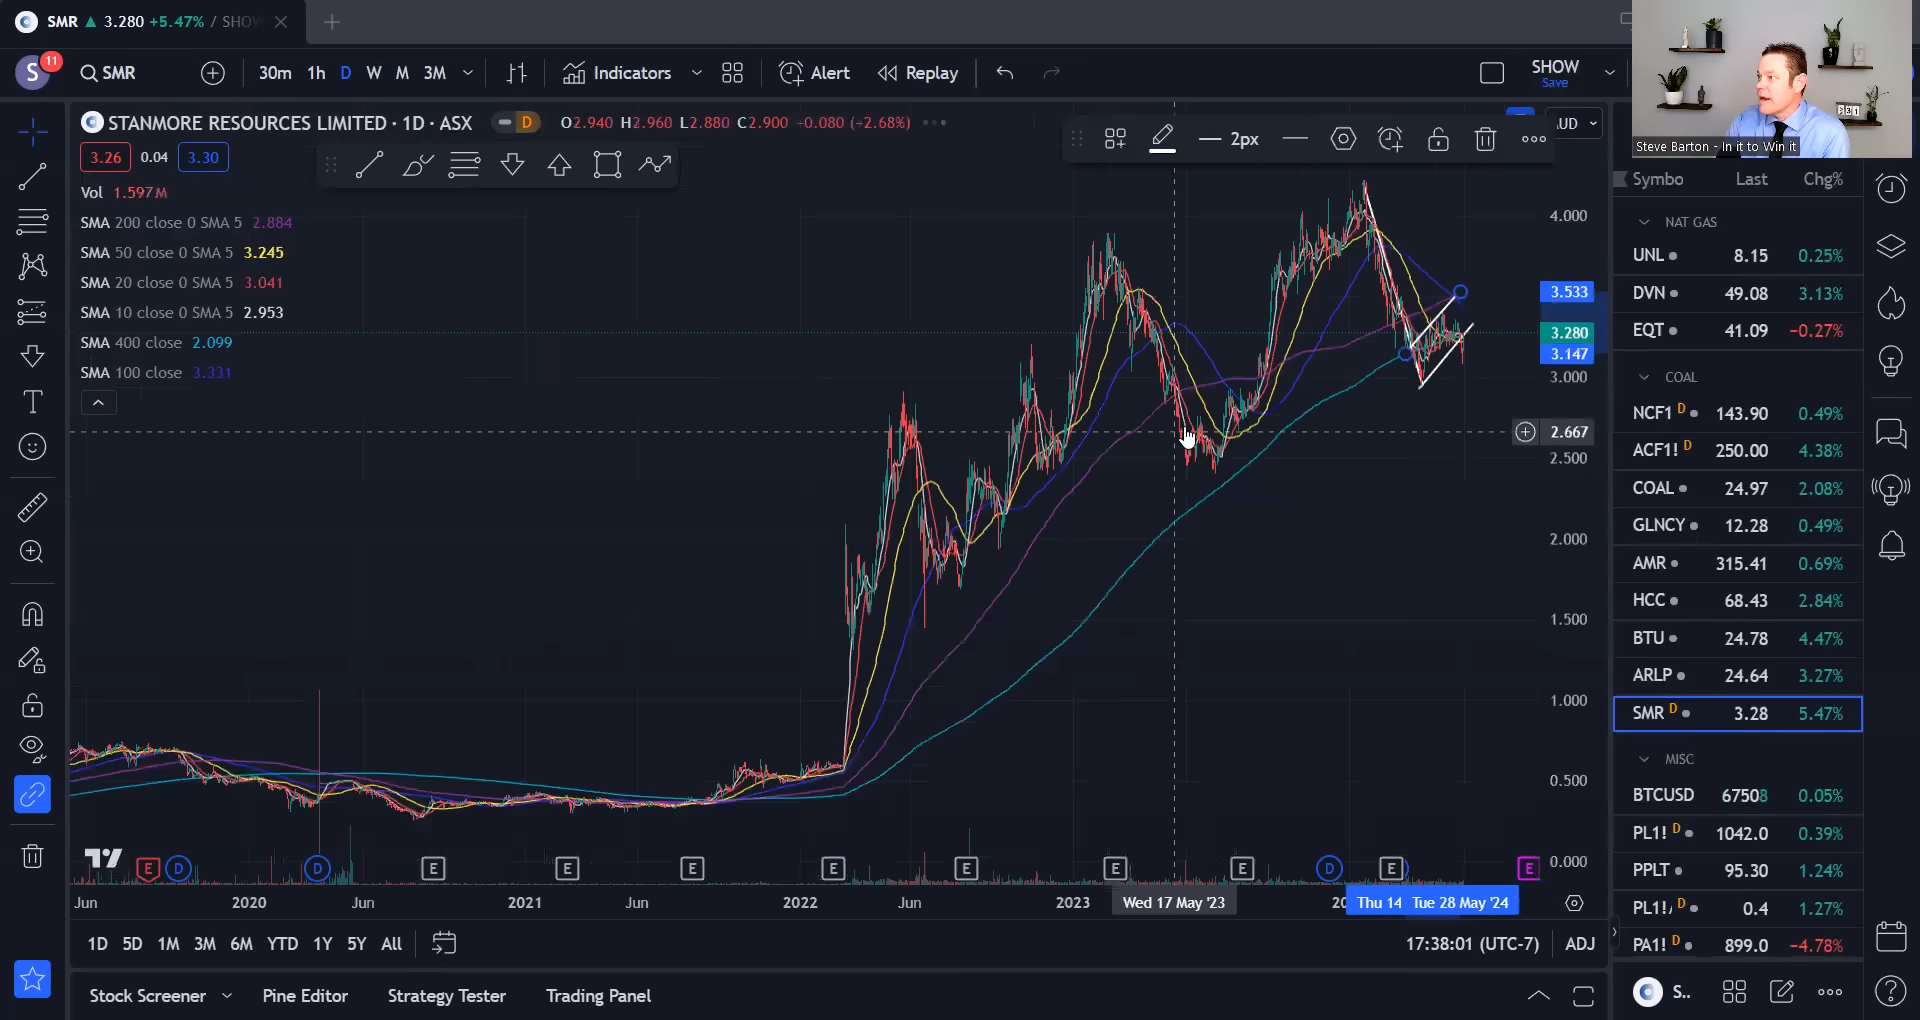 SMR 3.280 +5.47% / SHO
S 11 SMR 30m 1h D W M 3M Indicators Alert Replay SHOW Save
STANMORE RESOURCES LIMITED · 1D · ASX D O2.940 H2.960 L2.880 C2.900 -0.080 (-2.68%)
2px
UD
Steve Barton - In it to Win it
3.26 0.04 3.30
Vol 1.597M
SMA 200 close 0 SMA 5 2.884
SMA 50 close 0 SMA 5 3.245
SMA 20 close 0 SMA 5 3.041
SMA 10 close 0 SMA 5 2.953
SMA 400 close 2.099
SMA 100 close 3.331
4.000
3.533
3.280
3.147
3.000
2.667
2.500
2.000
1.500
1.000
0.500
0.000
E D D E E E E E E E D E E
Jun 2020 Jun 2021 Jun 2022 Jun 2023 Wed 17 May '23 Thu 14 Tue 28 May '24
1D 5D 1M 3M 6M YTD 1Y 5Y All 17:38:01 (UTC-7) ADJ
Stock Screener Pine Editor Strategy Tester Trading Panel
Symbo Last Chg%
NAT GAS
UNL 8.15 0.25%
DVN 49.08 3.13%
EQT 41.09 −0.27%
COAL
NCF1 D 143.90 0.49%
ACF1! D 250.00 4.38%
COAL 24.97 2.08%
GLNCY 12.28 0.49%
AMR 315.41 0.69%
HCC 68.43 2.84%
BTU 24.78 4.47%
ARLP 24.64 3.27%
SMR D 3.28 5.47%
MISC
BTCUSD 67508 0.05%
PL1! D 1042.0 0.39%
PPLT 95.30 1.24%
PL1!/ D 0.4 1.27%
PA1! D 899.0 −4.78%
S..